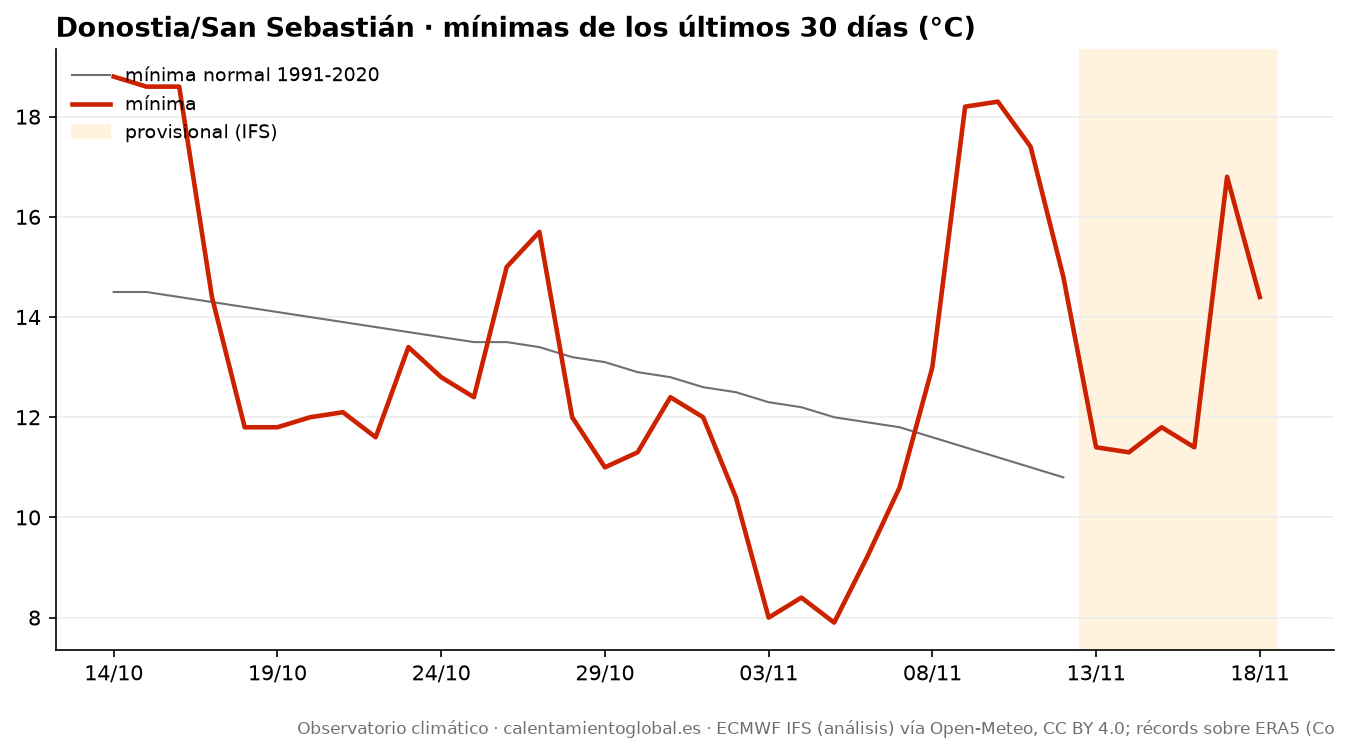 Donostia/San Sebastián · mínimas de los últimos 30 días (°C)
mínima normal 1991-2020
mínima
provisional (IFS)
18
16
14
12
10
8
14/10 19/10 24/10 29/10 03/11 08/11 13/11 18/11
Observatorio climático · calentamientoglobal.es · ECMWF IFS (análisis) vía Open-Meteo, CC BY 4.0; récords sobre ERA5 (Co